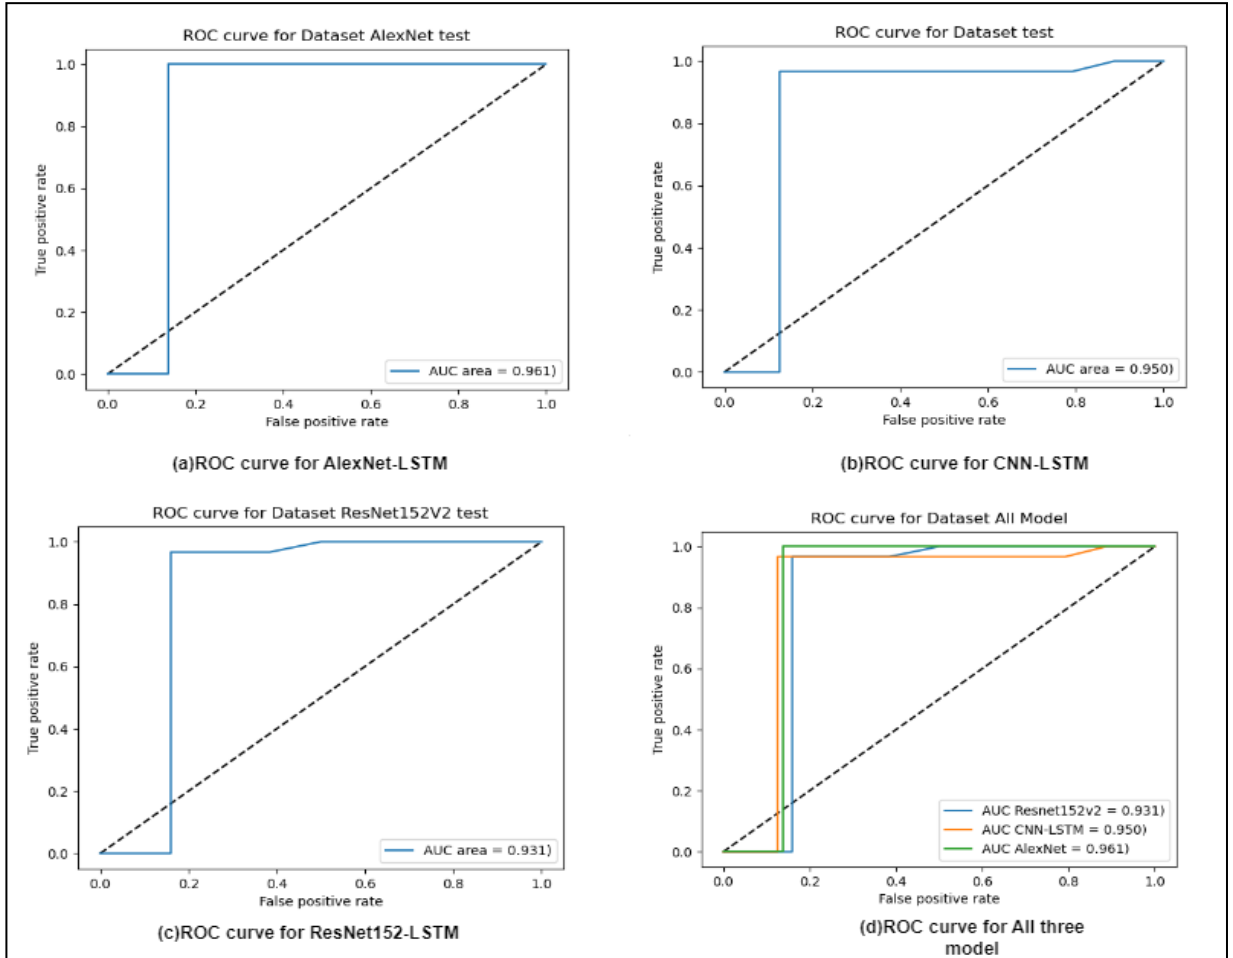 ROC curve for Dataset AlexNet test
1.0
0.8
0.6
0.4
0.2
0.0
True positive rate
AUC area = 0.961)
0.0 0.2 0.4 0.6 0.8 1.0
False positive rate
(a)ROC curve for AlexNet-LSTM
ROC curve for Dataset test
1.0
0.8
0.6
0.4
0.2
0.0
True positive rate
AUC area = 0.950)
0.0 0.2 0.4 0.6 0.8 1.0
False positive rate
(b)ROC curve for CNN-LSTM
ROC curve for Dataset ResNet152V2 test
1.0
0.8
0.6
0.4
0.2
0.0
True positive rate
AUC area = 0.931)
0.0 0.2 0.4 0.6 0.8 1.0
False positive rate
(c)ROC curve for ResNet152-LSTM
ROC curve for Dataset All Model
1.0
0.8
0.6
0.4
0.2
0.0
True positive rate
AUC Resnet152v2 = 0.931)
AUC CNN-LSTM = 0.950)
AUC AlexNet = 0.961)
0.0 0.2 0.4 0.6 0.8 1.0
False positive rate
(d)ROC curve for All three
model